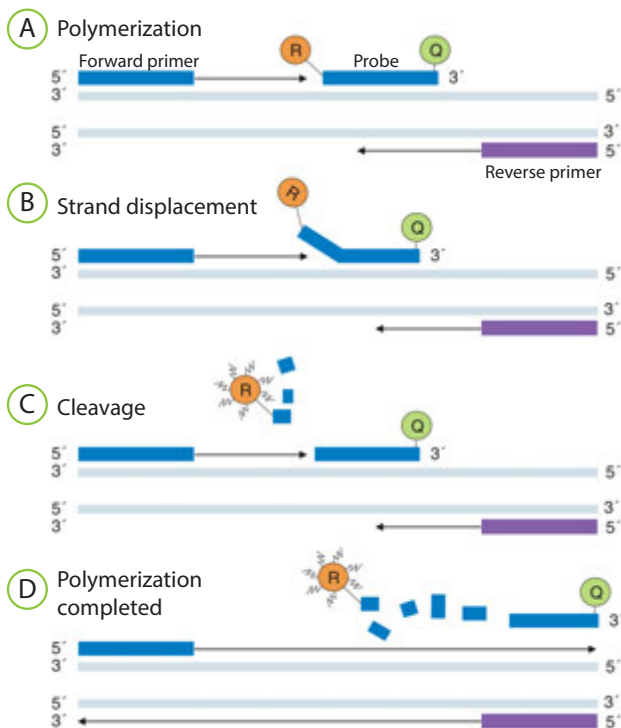 A Polymerization
R Q
Forward primer Probe
5´ 3´
3´ 5´
5´ 3´
3´ 5´
Reverse primer
B Strand displacement
R
Q
5´ 3´
3´ 5´
5´ 3´
3´ 5´
R
C Cleavage
Q
5´ 3´
3´ 5´
5´ 3´
3´ 5´
D Polymerization
completed
R
Q
5´ 3´
3´ 5´
5´ 3´
3´ 5´